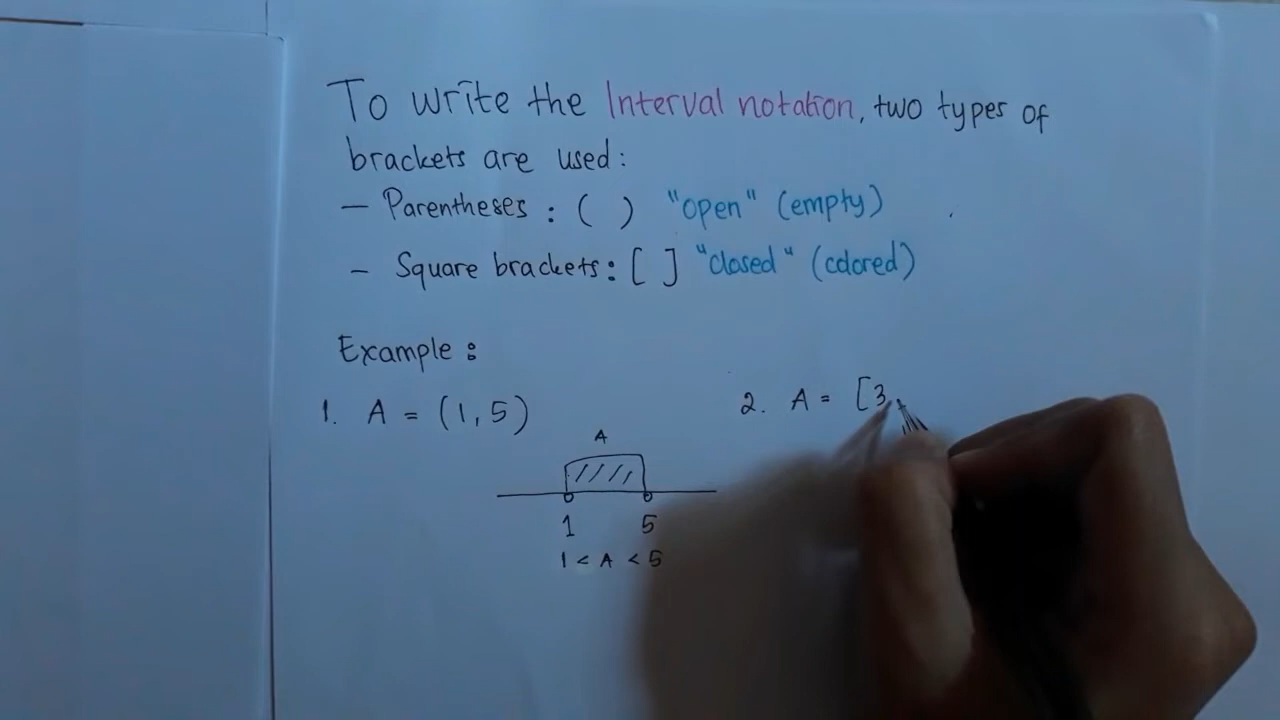 To write the Interval notation, two types of
brackets are used:
- Parentheses : ( ) "open" (empty)
- Square brackets : [ ] "closed" (colored)
Example :
1. A = (1, 5)
A
1 5
1 < A < 5
2. A = [3,